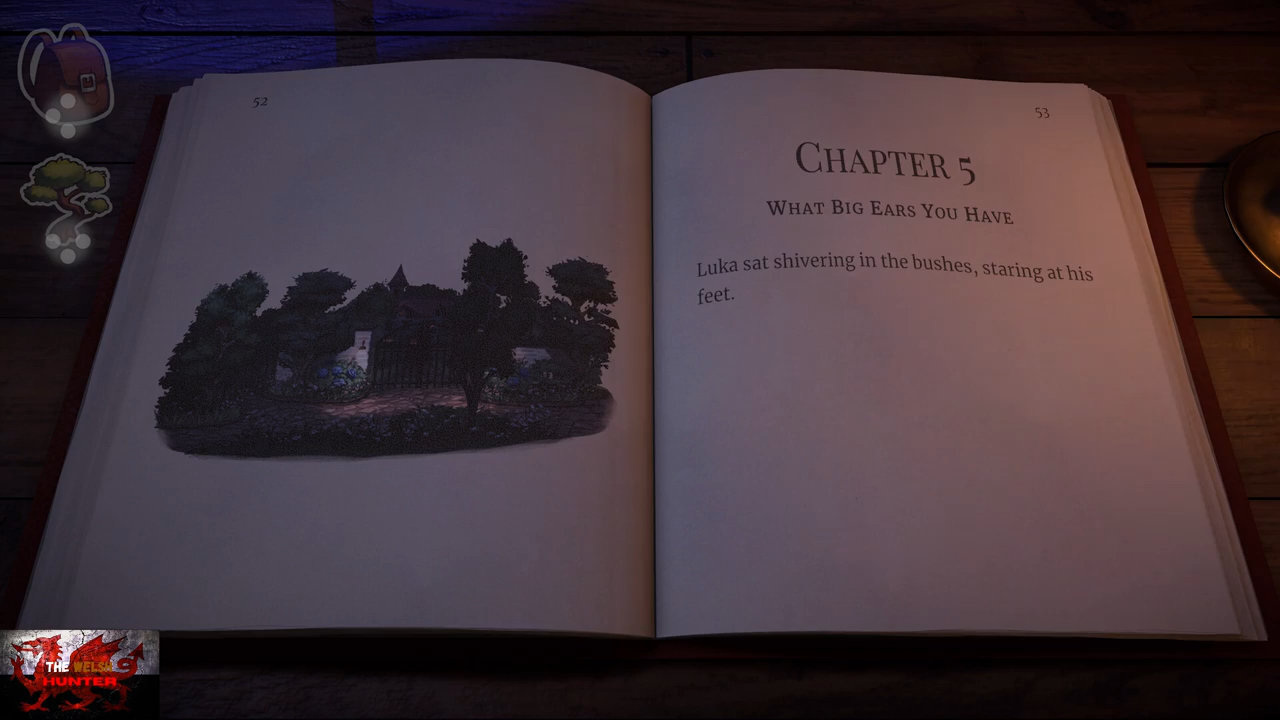 52
53
Chapter 5
What Big Ears You Have
Luka sat shivering in the bushes, staring at his
feet.
THE WELSH
HUNTER